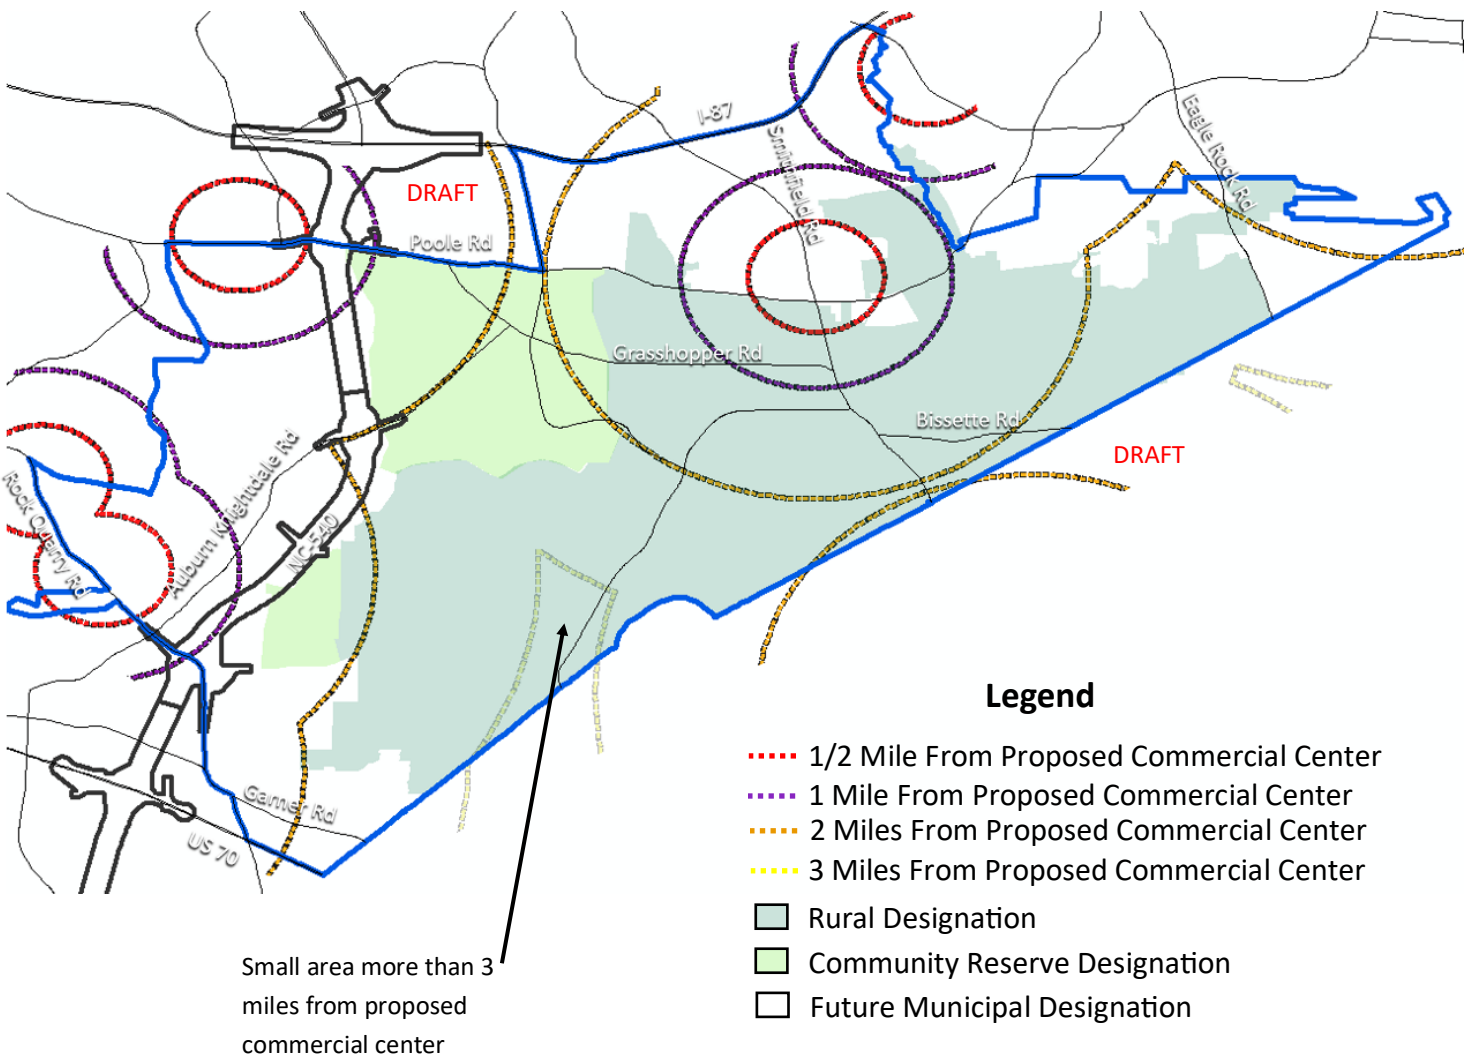 I-87
Smithfield Rd
Eagle Rock Rd
DRAFT
Poole Rd
Grasshopper Rd
Bissette Rd
DRAFT
Auburn Knightdale Rd
Rock Quarry Rd
NC-540
Garner Rd
US 70
Legend
1/2 Mile From Proposed Commercial Center
1 Mile From Proposed Commercial Center
2 Miles From Proposed Commercial Center
3 Miles From Proposed Commercial Center
Rural Designation
Community Reserve Designation
Future Municipal Designation
Small area more than 3
miles from proposed
commercial center